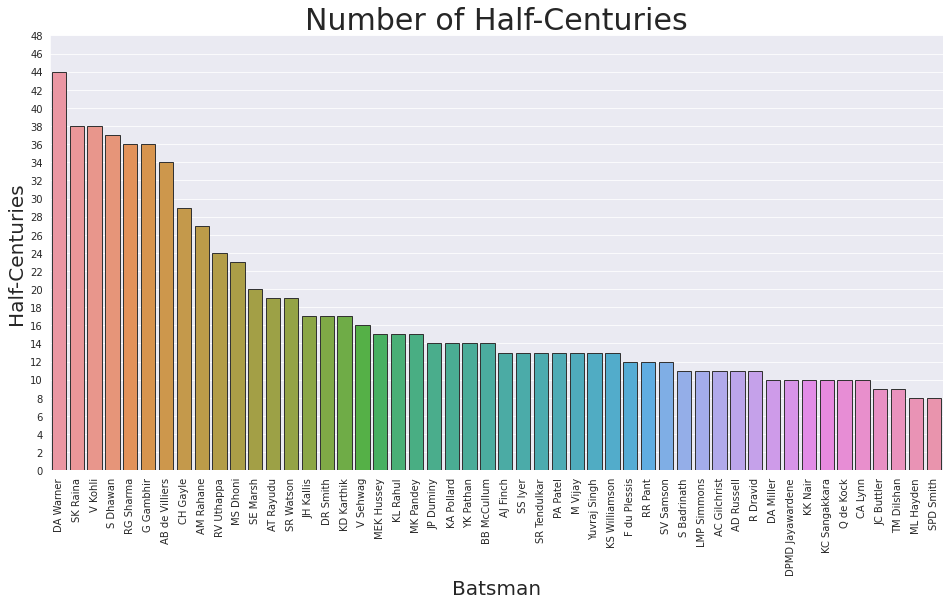 Number of Half-Centuries
Half-Centuries
48
46
44
42
40
38
36
34
32
30
28
26
24
22
20
18
16
14
12
10
8
6
4
2
0
DA Warner
SK Raina
V Kohli
S Dhawan
RG Sharma
G Gambhir
AB de Villiers
CH Gayle
AM Rahane
RV Uthappa
MS Dhoni
SE Marsh
AT Rayudu
SR Watson
JH Kallis
DR Smith
KD Karthik
V Sehwag
MEK Hussey
KL Rahul
MK Pandey
JP Duminy
KA Pollard
YK Pathan
BB McCullum
AJ Finch
SS Iyer
SR Tendulkar
PA Patel
M Vijay
Yuvraj Singh
KS Williamson
F du Plessis
RR Pant
SV Samson
S Badrinath
LMP Simmons
AC Gilchrist
AD Russell
R Dravid
DA Miller
DPMD Jayawardene
KK Nair
KC Sangakkara
Q de Kock
CA Lynn
JC Buttler
TM Dilshan
ML Hayden
SPD Smith
Batsman